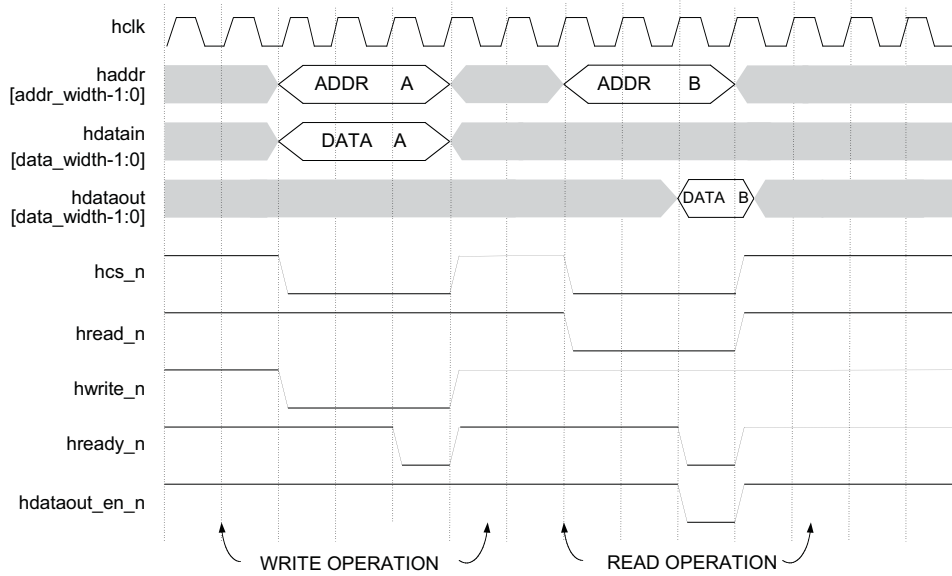 hclk
haddr
[addr_width-1:0]
ADDR A
ADDR B
hdatain
[data_width-1:0]
DATA A
hdataout
[data_width-1:0]
DATA B
hcs_n
hread_n
hwrite_n
hready_n
hdataout_en_n
WRITE OPERATION
READ OPERATION